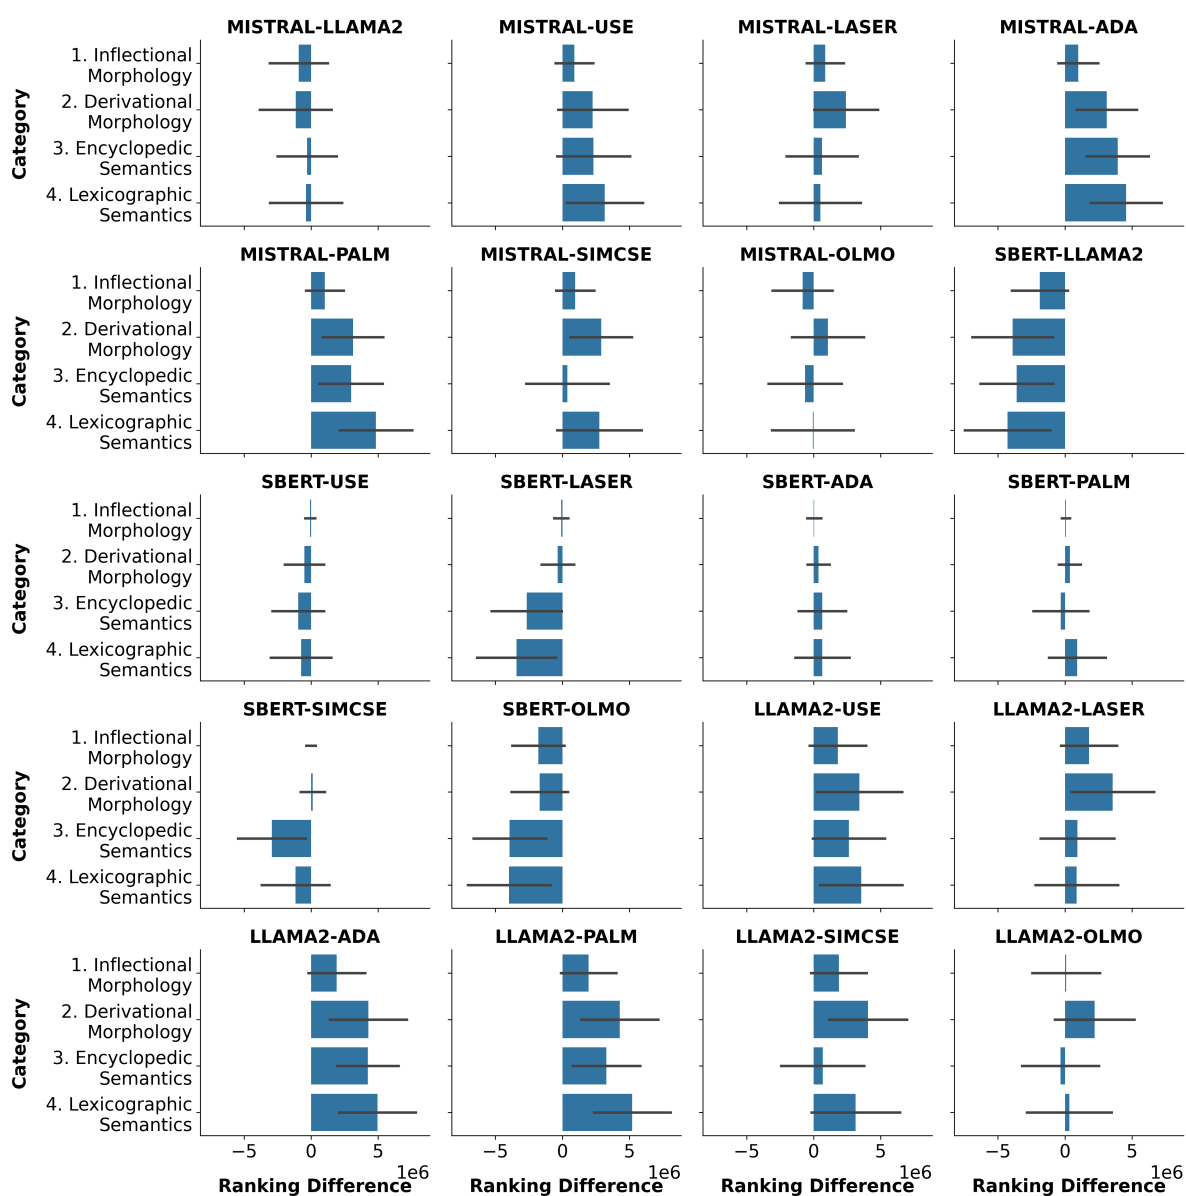 MISTRAL-LLAMA2 MISTRAL-USE MISTRAL-LASER MISTRAL-ADA
Category
1. Inflectional
Morphology
2. Derivational
Morphology
3. Encyclopedic
Semantics
4. Lexicographic
Semantics
MISTRAL-PALM MISTRAL-SIMCSE MISTRAL-OLMO SBERT-LLAMA2
Category
1. Inflectional
Morphology
2. Derivational
Morphology
3. Encyclopedic
Semantics
4. Lexicographic
Semantics
SBERT-USE SBERT-LASER SBERT-ADA SBERT-PALM
Category
1. Inflectional
Morphology
2. Derivational
Morphology
3. Encyclopedic
Semantics
4. Lexicographic
Semantics
SBERT-SIMCSE SBERT-OLMO LLAMA2-USE LLAMA2-LASER
Category
1. Inflectional
Morphology
2. Derivational
Morphology
3. Encyclopedic
Semantics
4. Lexicographic
Semantics
LLAMA2-ADA LLAMA2-PALM LLAMA2-SIMCSE LLAMA2-OLMO
Category
1. Inflectional
Morphology
2. Derivational
Morphology
3. Encyclopedic
Semantics
4. Lexicographic
Semantics
−5 0 5 −5 0 5 −5 0 5 −5 0 5
1e6 1e6 1e6 1e6
Ranking Difference Ranking Difference Ranking Difference Ranking Difference